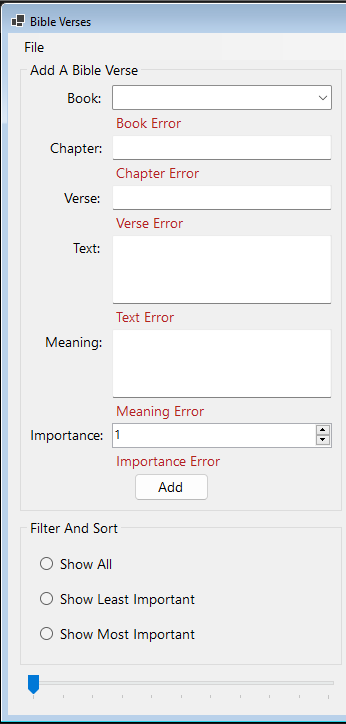 Bible Verses
File
Add A Bible Verse
Book:
Book Error
Chapter:
Chapter Error
Verse:
Verse Error
Text:
Text Error
Meaning:
Meaning Error
Importance: 1
Importance Error
Add
Filter And Sort
Show All
Show Least Important
Show Most Important